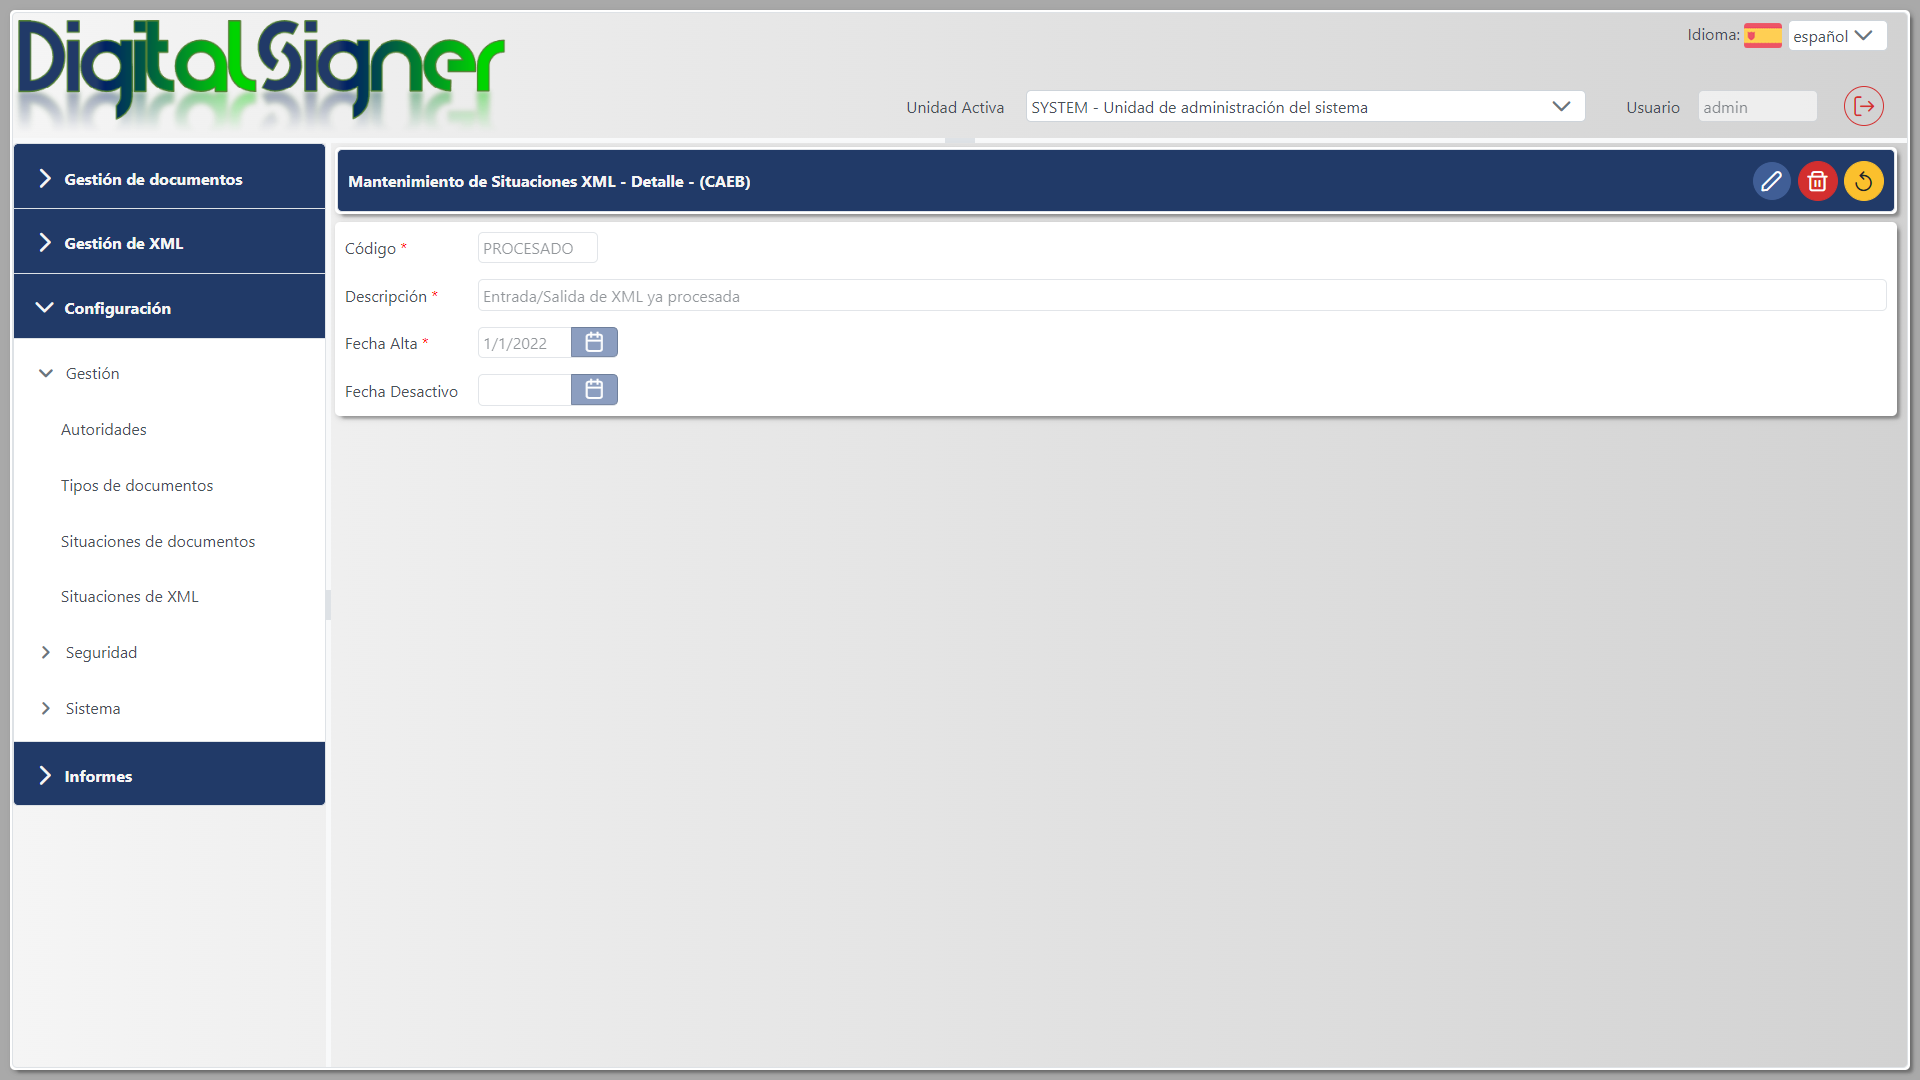 DigitalSigner
Idioma: español
Unidad Activa SYSTEM - Unidad de administración del sistema Usuario admin
Gestión de documentos
Gestión de XML
Configuración
Gestión
Autoridades
Tipos de documentos
Situaciones de documentos
Situaciones de XML
Seguridad
Sistema
Informes
Mantenimiento de Situaciones XML - Detalle - (CAEB)
Código * PROCESADO
Descripción * Entrada/Salida de XML ya procesada
Fecha Alta * 1/1/2022
Fecha Desactivo